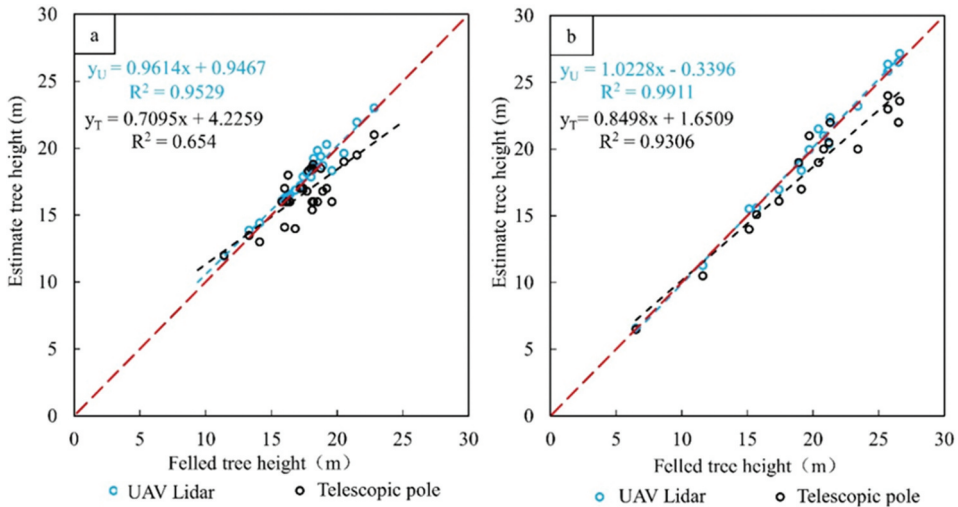 a
y_U = 0.9614x + 0.9467
R² = 0.9529
y_T = 0.7095x + 4.2259
R² = 0.654
Estimate tree height (m)
30
25
20
15
10
5
0
0 5 10 15 20 25 30
Felled tree height（m）
UAV Lidar Telescopic pole
b
y_U = 1.0228x - 0.3396
R² = 0.9911
y_T= 0.8498x + 1.6509
R² = 0.9306
Estimate tree height (m)
30
25
20
15
10
5
0
0 5 10 15 20 25 30
Felled tree height（m）
UAV Lidar Telescopic pole